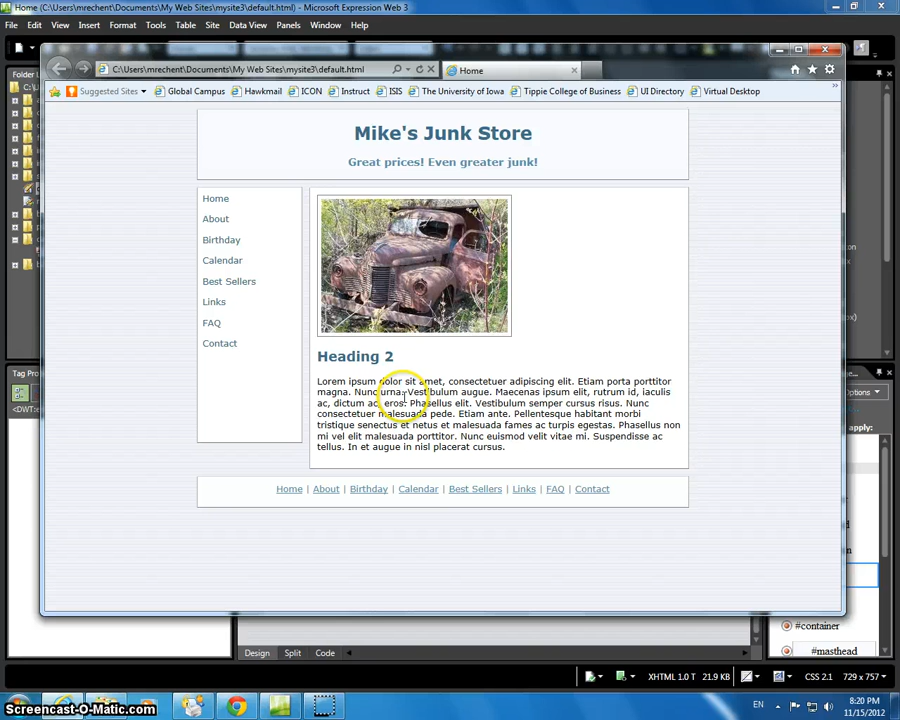 Home (C:\Users\mrechent\Documents\My Web Sites\mysite3\default.html) - Microsoft Expression Web 3
File Edit View Insert Format Tools Table Site Data View Panels Window Help
C:\Users\mrechent\Documents\My Web Sites\mysite3\default.html
Home
Suggested Sites Global Campus Hawkmail ICON Instruct ISIS The University of Iowa Tippie College of Business UI Directory Virtual Desktop
Folder L
Mike's Junk Store
Great prices! Even greater junk!
Home
About
Birthday
Calendar
Best Sellers
Links
FAQ
Contact
Heading 2
Lorem ipsum dolor sit amet, consectetuer adipiscing elit. Etiam porta porttitor
magna. Nunc urna. Vestibulum augue. Maecenas ipsum elit, rutrum id, iaculis
ac, dictum ac, eros. Phasellus elit. Vestibulum semper cursus risus. Nunc
consectetuer malesuada pede. Etiam ante. Pellentesque habitant morbi
tristique senectus et netus et malesuada fames ac turpis egestas. Phasellus non
mi vel elit malesuada porttitor. Nunc euismod velit vitae mi. Suspendisse ac
tellus. In et augue in nisl placerat cursus.
Home | About | Birthday | Calendar | Best Sellers | Links | FAQ | Contact
Tag Pro
<DWT:e
Options
apply:
#container
#masthead
Design Split Code
XHTML 1.0 T 21.9 KB CSS 2.1 729 x 757
EN
8:20 PM
11/15/2012
Screencast-O-Matic.com